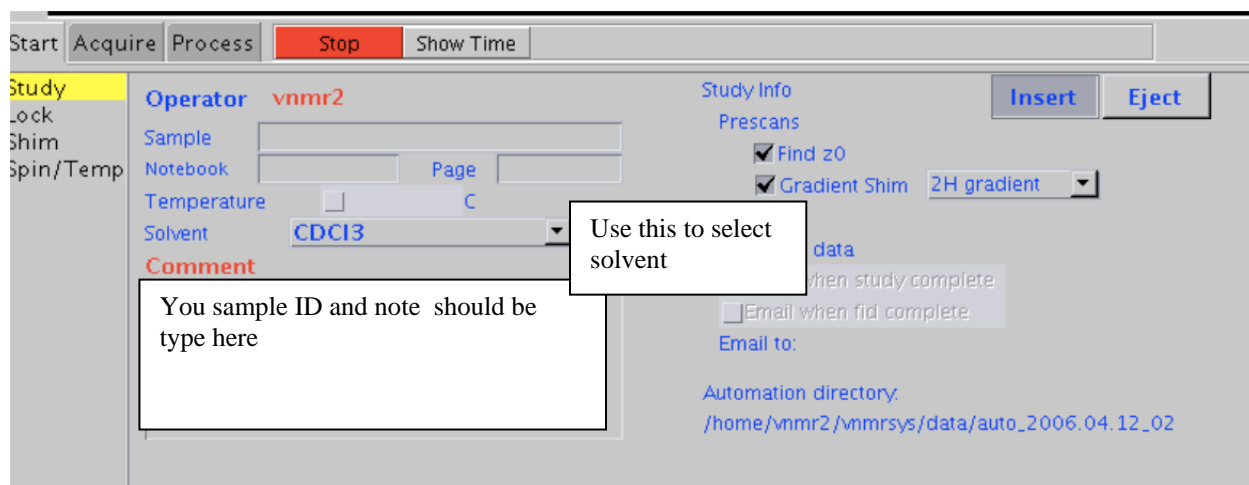 Start Acquire Process Stop Show Time
Study
Lock
Shim
Spin/Temp
Operator vnmr2
Sample
Notebook Page
Temperature C
Solvent CDCl3
Comment
You sample ID and note should be
type here
Use this to select
solvent
Study Info
Insert Eject
Prescans
Find z0
Gradient Shim 2H gradient
data
when study complete
Email when fid complete
Email to:
Automation directory:
/home/vnmr2/vnmrsys/data/auto_2006.04.12_02